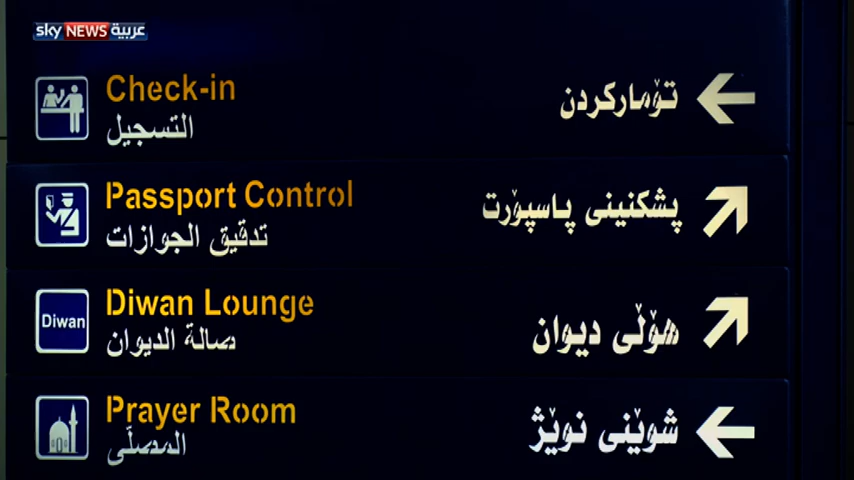 sky NEWS عربية
Check-in
التسجيل
تۆمارکردن
Passport Control
تدقيق الجوازات
پشکنینی پاسپۆرت
Diwan
Diwan Lounge
صالة الديوان
هۆڵی دیوان
Prayer Room
المصلّى
شوێنی نوێژ